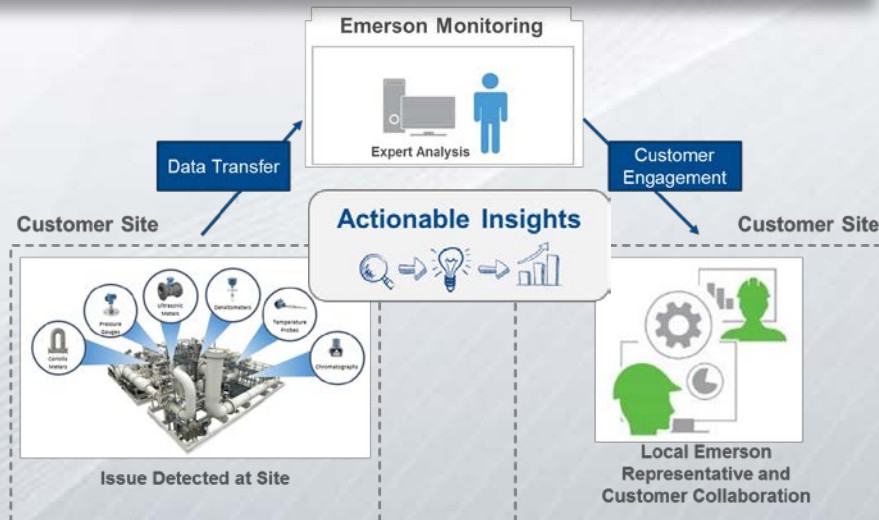 Emerson Monitoring
Expert Analysis
Data Transfer
Customer
Engagement
Customer Site
Actionable Insights
Customer Site
Coriolis
Meters
Pressure
Gauges
Ultrasonic
Meters
Densitometers
Temperature
Probes
Chromatography
Issue Detected at Site
Local Emerson
Representative and
Customer Collaboration